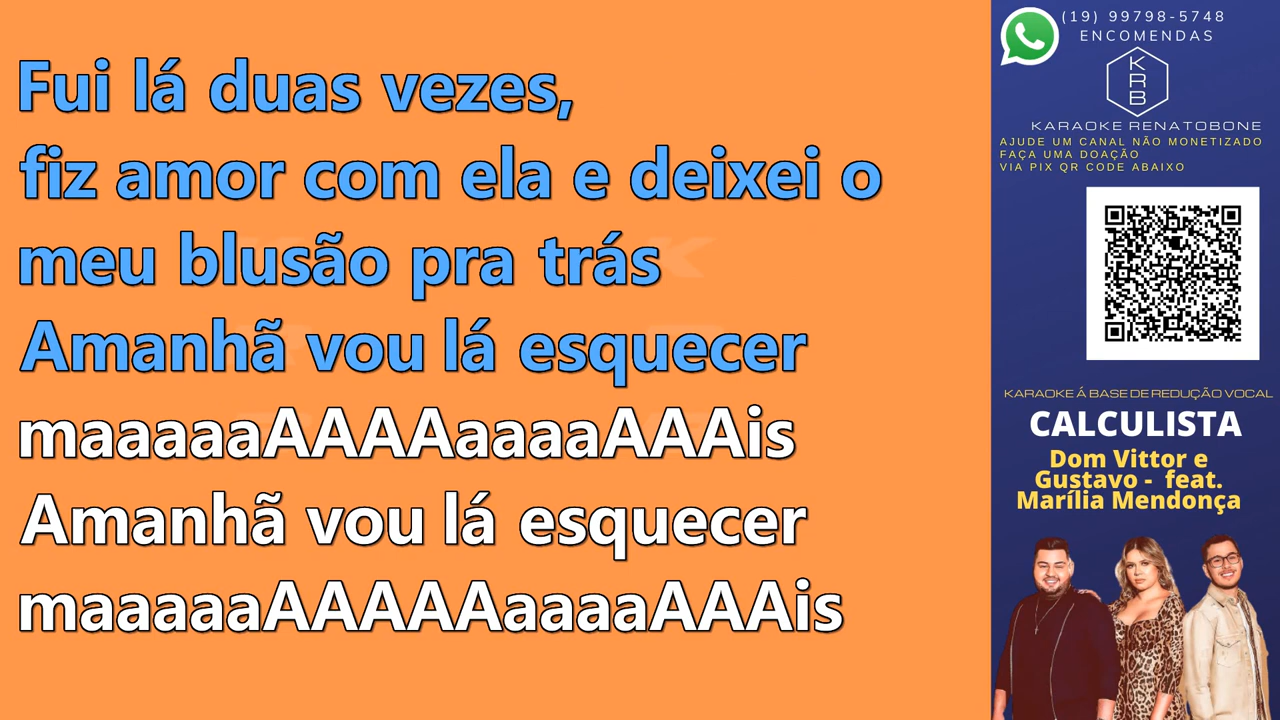 Fui lá duas vezes,
fiz amor com ela e deixei o
meu blusão pra trás
Amanhã vou lá esquecer
maaaaaAAAAaaaaAAAis
Amanhã vou lá esquecer
maaaaaAAAAAaaaaAAAis
(19) 99798-5748
ENCOMENDAS
K
R
B
KARAOKE RENATOBONE
AJUDE UM CANAL NÃO MONETIZADO
FAÇA UMA DOAÇÃO
VIA PIX QR CODE ABAIXO
KARAOKE Á BASE DE REDUÇÃO VOCAL
CALCULISTA
Dom Vittor e
Gustavo - feat.
Marília Mendonça